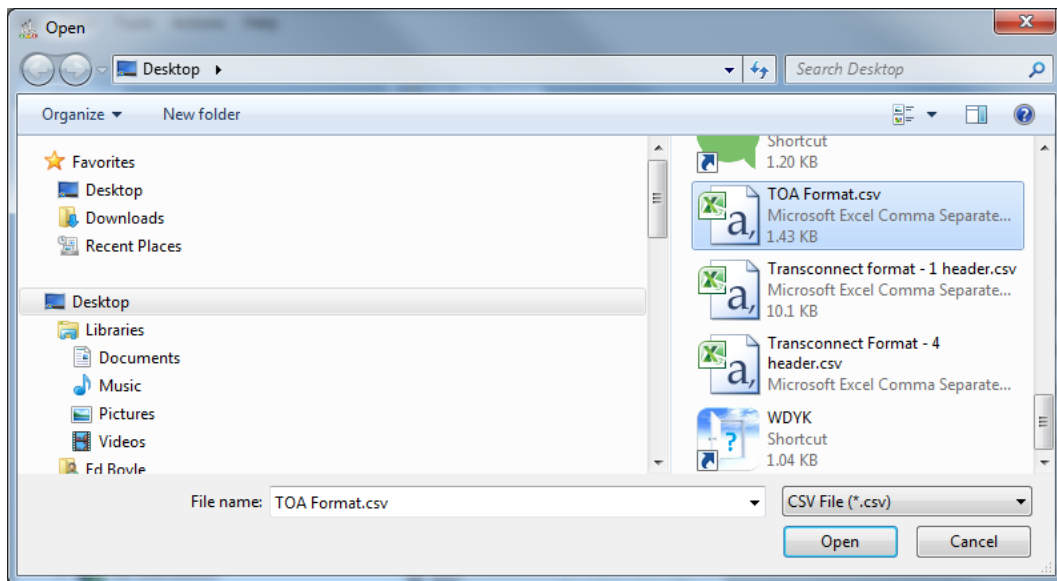 Open
Tools Actions Help
Desktop
Search Desktop
Organize
New folder
Favorites
Desktop
Downloads
Recent Places
Desktop
Libraries
Documents
Music
Pictures
Videos
Ed Boyle
Shortcut
1.20 KB
TOA Format.csv
Microsoft Excel Comma Separate...
1.43 KB
Transconnect format - 1 header.csv
Microsoft Excel Comma Separate...
10.1 KB
Transconnect Format - 4
header.csv
Microsoft Excel Comma Separate...
WDYK
Shortcut
1.04 KB
File name: TOA Format.csv
CSV File (*.csv)
Open
Cancel